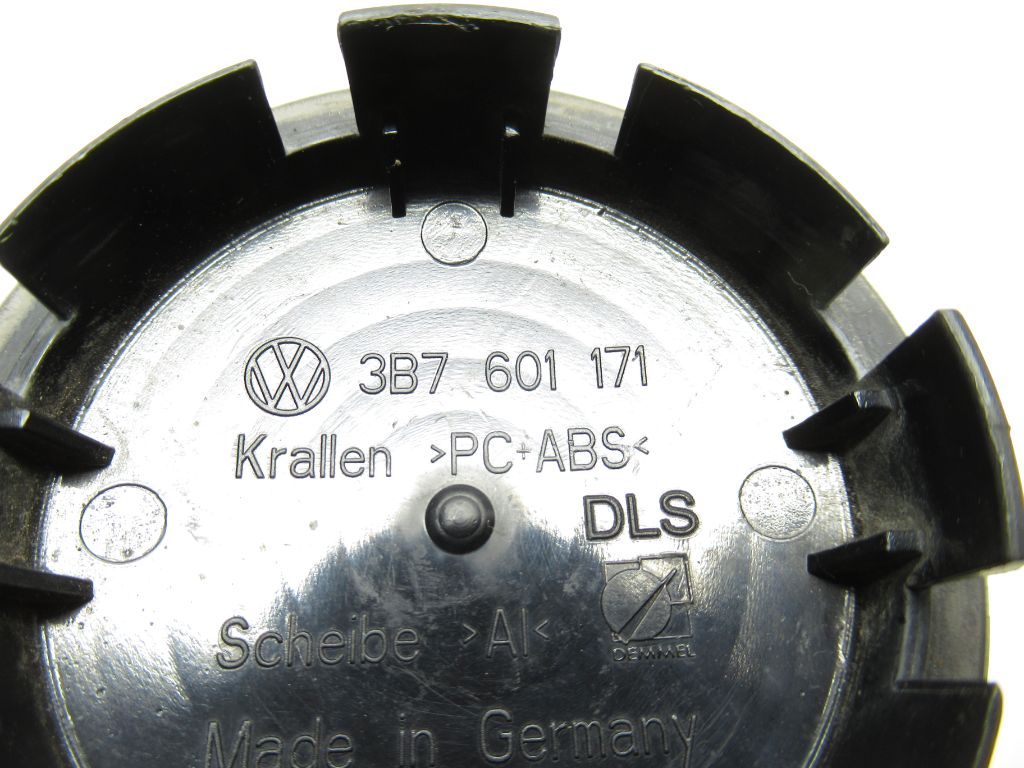 3B7 601 171
Krallen >PC+ABS<
DLS
DEMMEL
Scheibe >Al<
Made in Germany